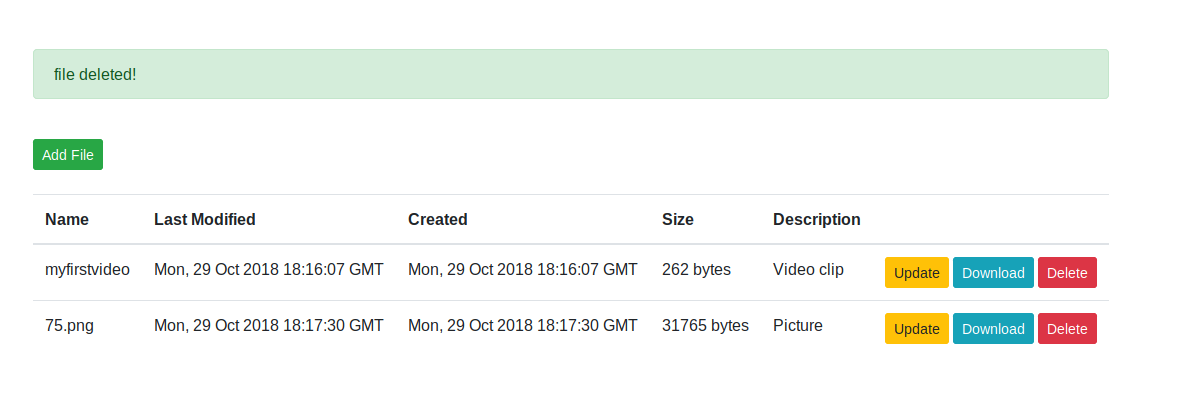 file deleted!
Add File
Name Last Modified Created Size Description
myfirstvideo Mon, 29 Oct 2018 18:16:07 GMT Mon, 29 Oct 2018 18:16:07 GMT 262 bytes Video clip Update Download Delete
75.png Mon, 29 Oct 2018 18:17:30 GMT Mon, 29 Oct 2018 18:17:30 GMT 31765 bytes Picture Update Download Delete